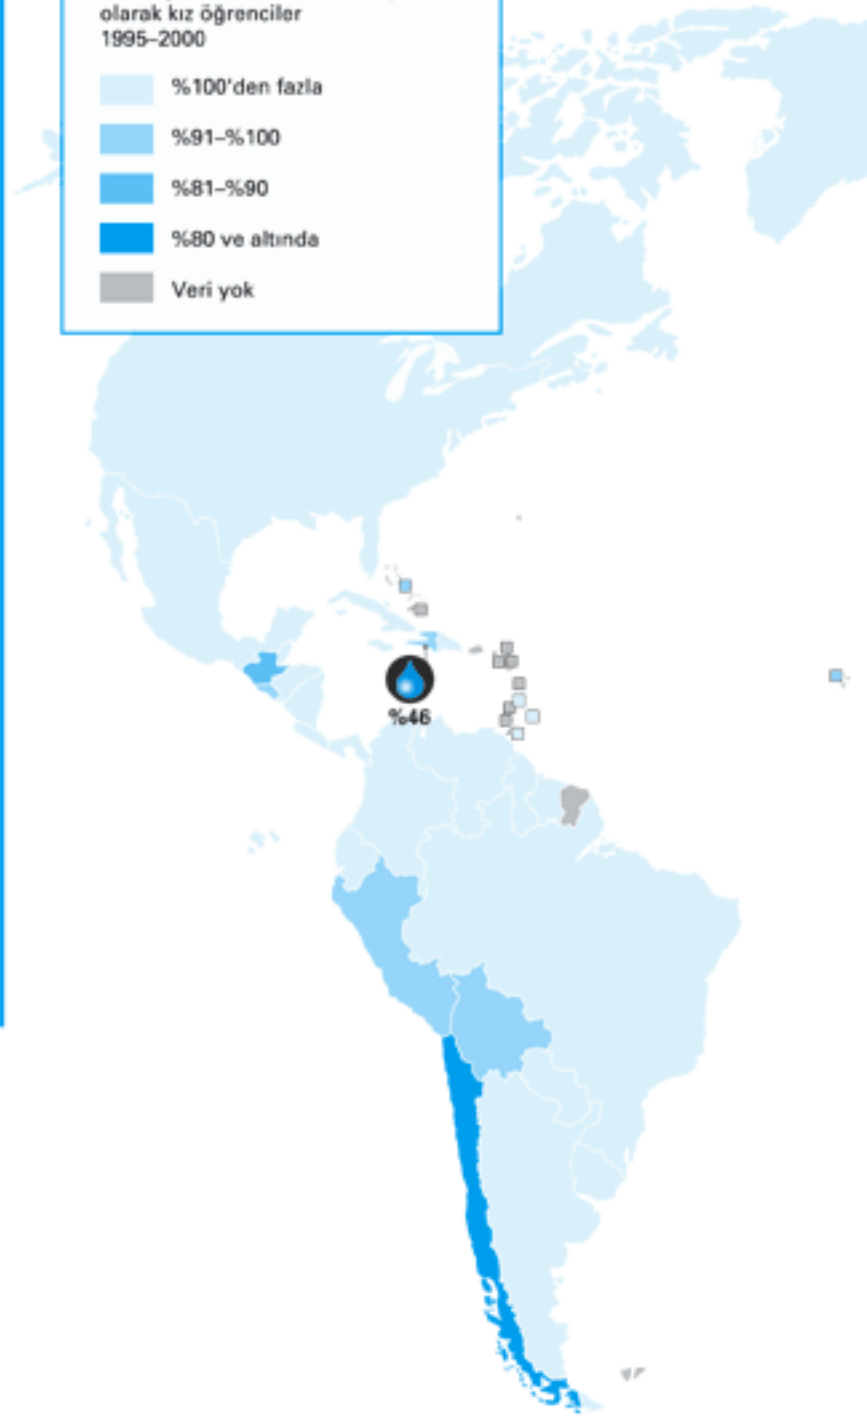 olarak kız öğrenciler
1995–2000
%100'den fazla
%91–%100
%81–%90
%80 ve altında
Veri yok
%46